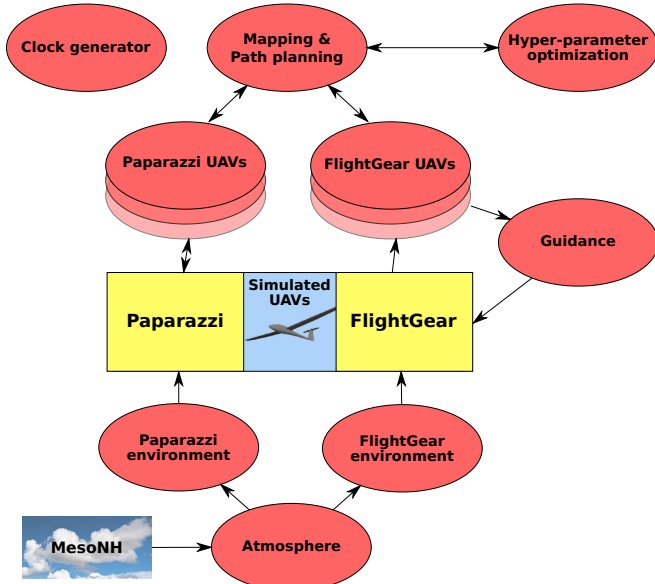 Clock generator
Mapping &
Path planning
Hyper-parameter
optimization
Paparazzi UAVs
FlightGear UAVs
Guidance
Simulated
UAVs
Paparazzi
FlightGear
Paparazzi
environment
FlightGear
environment
MesoNH
Atmosphere